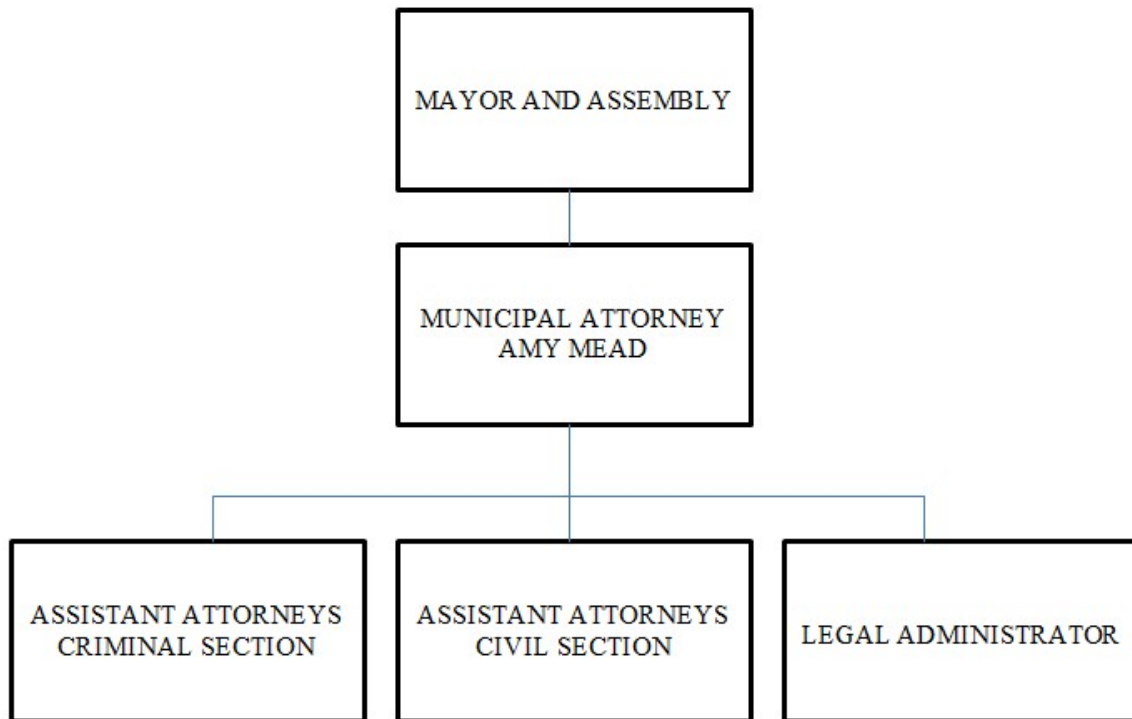 MAYOR AND ASSEMBLY
MUNICIPAL ATTORNEY
AMY MEAD
ASSISTANT ATTORNEYS
CRIMINAL SECTION
ASSISTANT ATTORNEYS
CIVIL SECTION
LEGAL ADMINISTRATOR